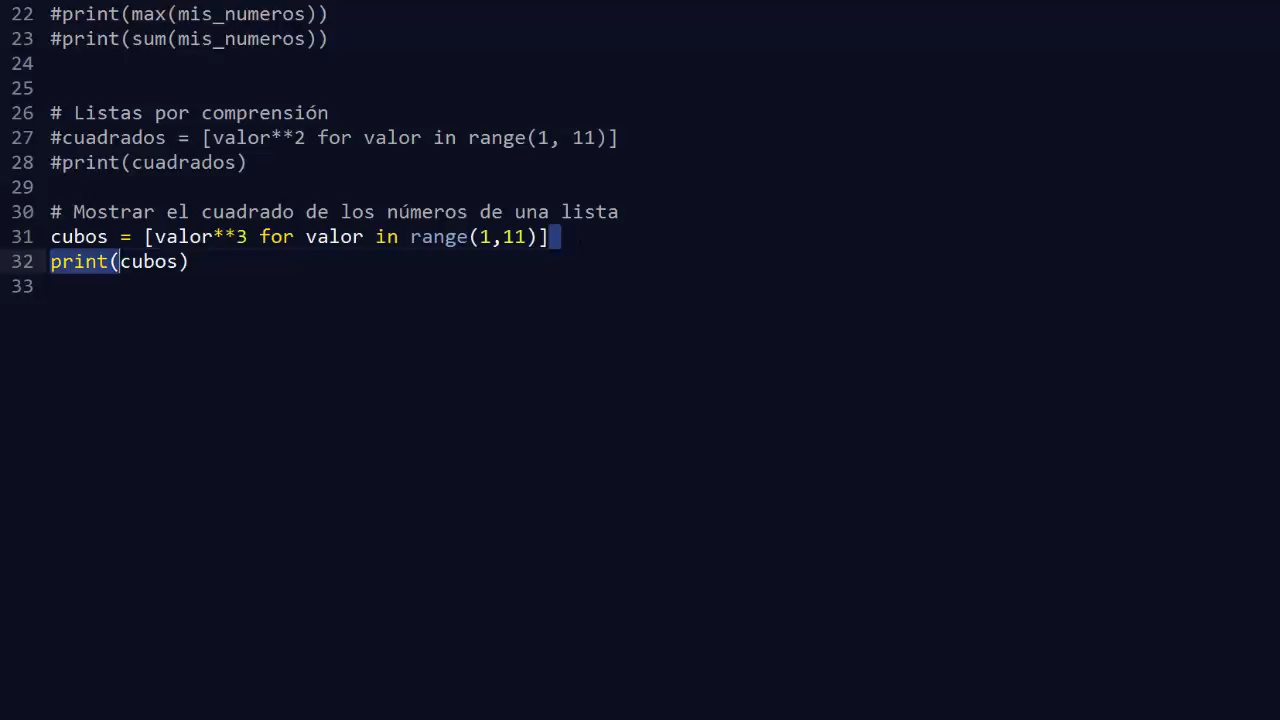 22 #print(max(mis_numeros))
23 #print(sum(mis_numeros))
24
25
26 # Listas por comprensión
27 #cuadrados = [valor**2 for valor in range(1, 11)]
28 #print(cuadrados)
29
30 # Mostrar el cuadrado de los números de una lista
31 cubos = [valor**3 for valor in range(1,11)]
32 print(cubos)
33